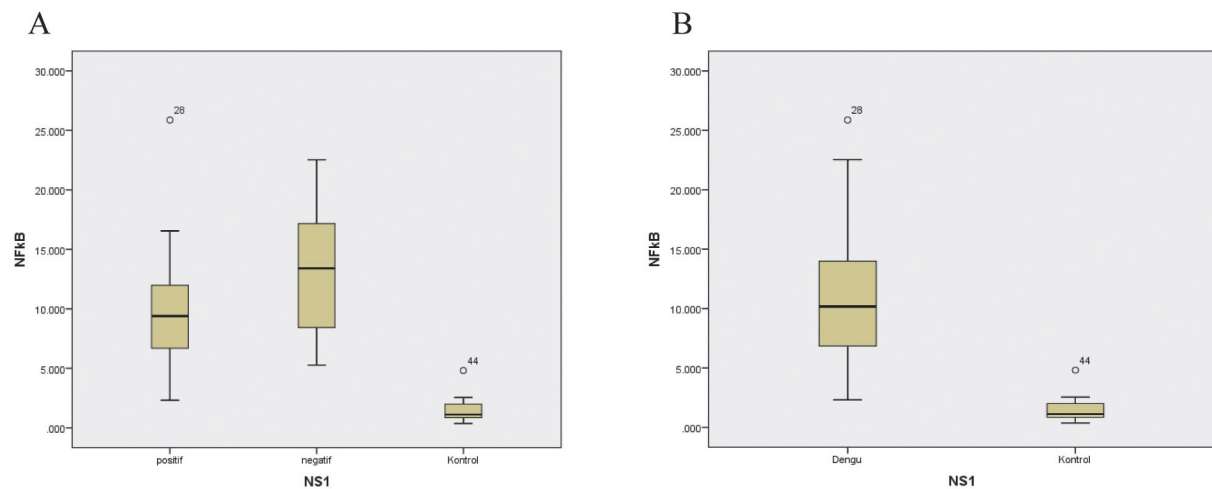 A
30.000
28
25.000
20.000
15.000
10.000
5.000
44
.000
NFkB
positif
negatif
Kontrol
NS1
B
30.000
28
25.000
20.000
15.000
10.000
5.000
44
.000
NFkB
Dengu
Kontrol
NS1